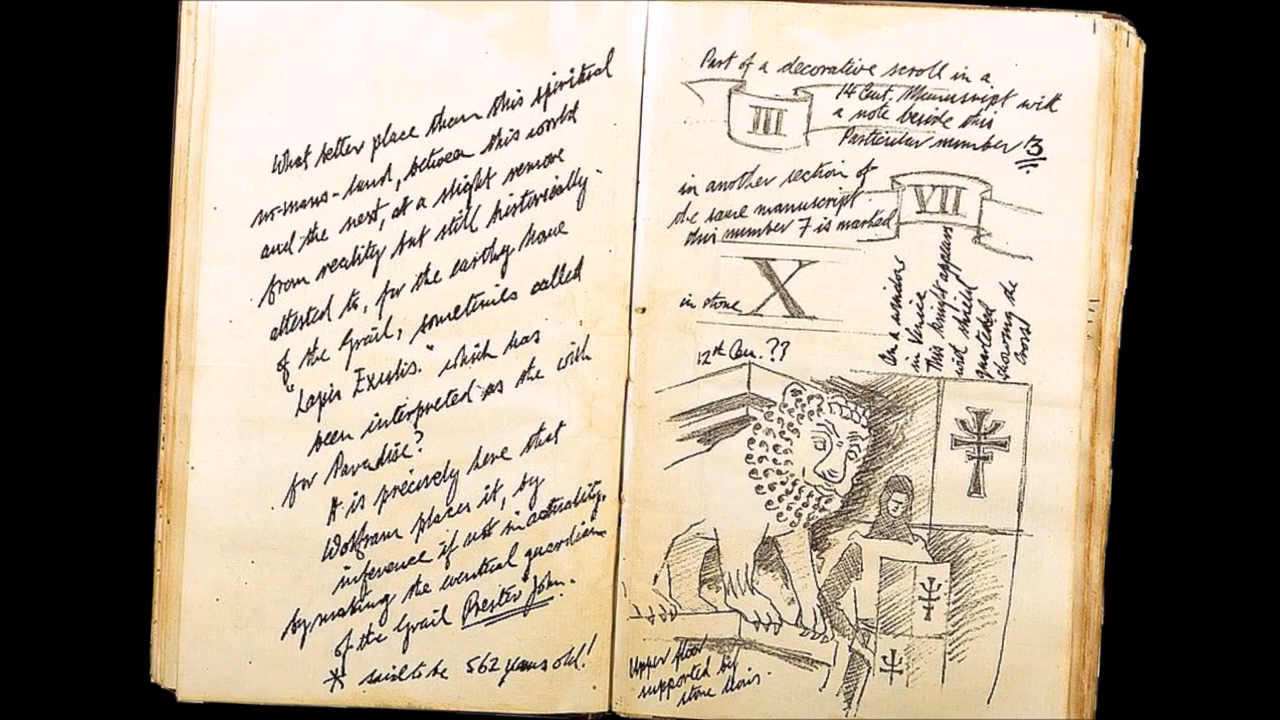 What better place than this spiritual
no-mans-land, between this world
and the next, at a slight remove
from reality but still historically
attested to, for the earthly home
of the Grail, sometimes called
"Lapis Exulis." which has
been interpreted as the wish
for Paradise?
It is precisely here that
Wolfram places it, by
inference if not in actuality.
by making the eventual guardian
of the Grail Prester John.
* said to be 562 years old!
Part of a decorative scroll in a
14 Cent. Manuscript with
a note beside this
Particular number 3
III
in another section of
the same manuscript
this number 7 is marked
VII
in stone X
On a window
in Venice
This knight appears
with shield
quartered
showing the
Cross
12th Cen. ??
Upper floor
supported by
stone lions.